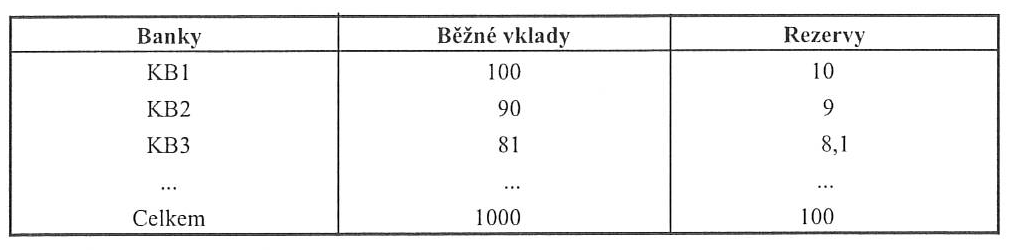 Banky Běžné vklady Rezervy
KB1 100 10
KB2 90 9
KB3 81 8,1
... ... ...
Celkem 1000 100